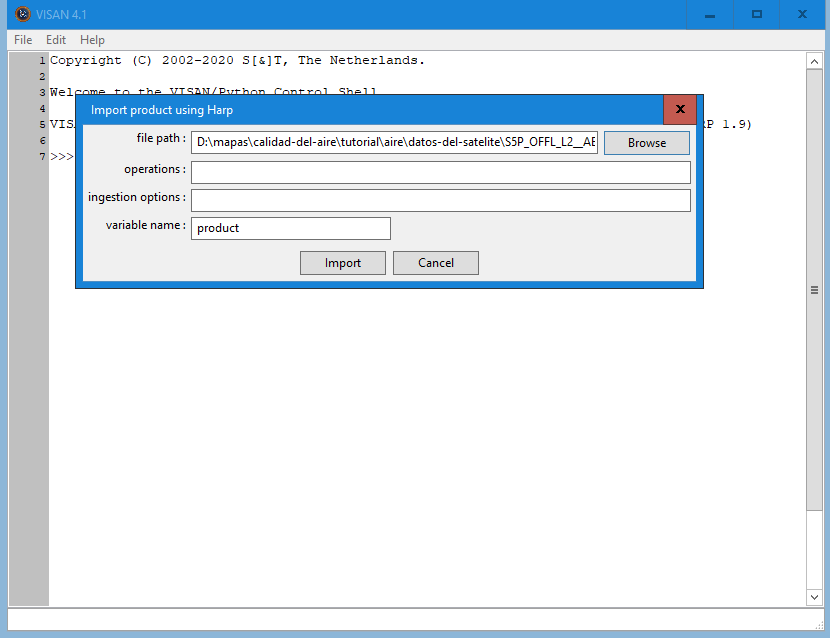 VISAN 4.1
File Edit Help
1 Copyright (C) 2002-2020 S[&]T, The Netherlands.
2
3 Welcome to the VISAN/Python Control Shell
4
Import product using Harp
X
5 VIS RP 1.9)
file path : D:\mapas\calidad-del-aire\tutorial\aire\datos-del-satelite\S5P_OFFL_L2__AE Browse
6
operations :
7 >>>
ingestion options :
variable name : product
Import Cancel